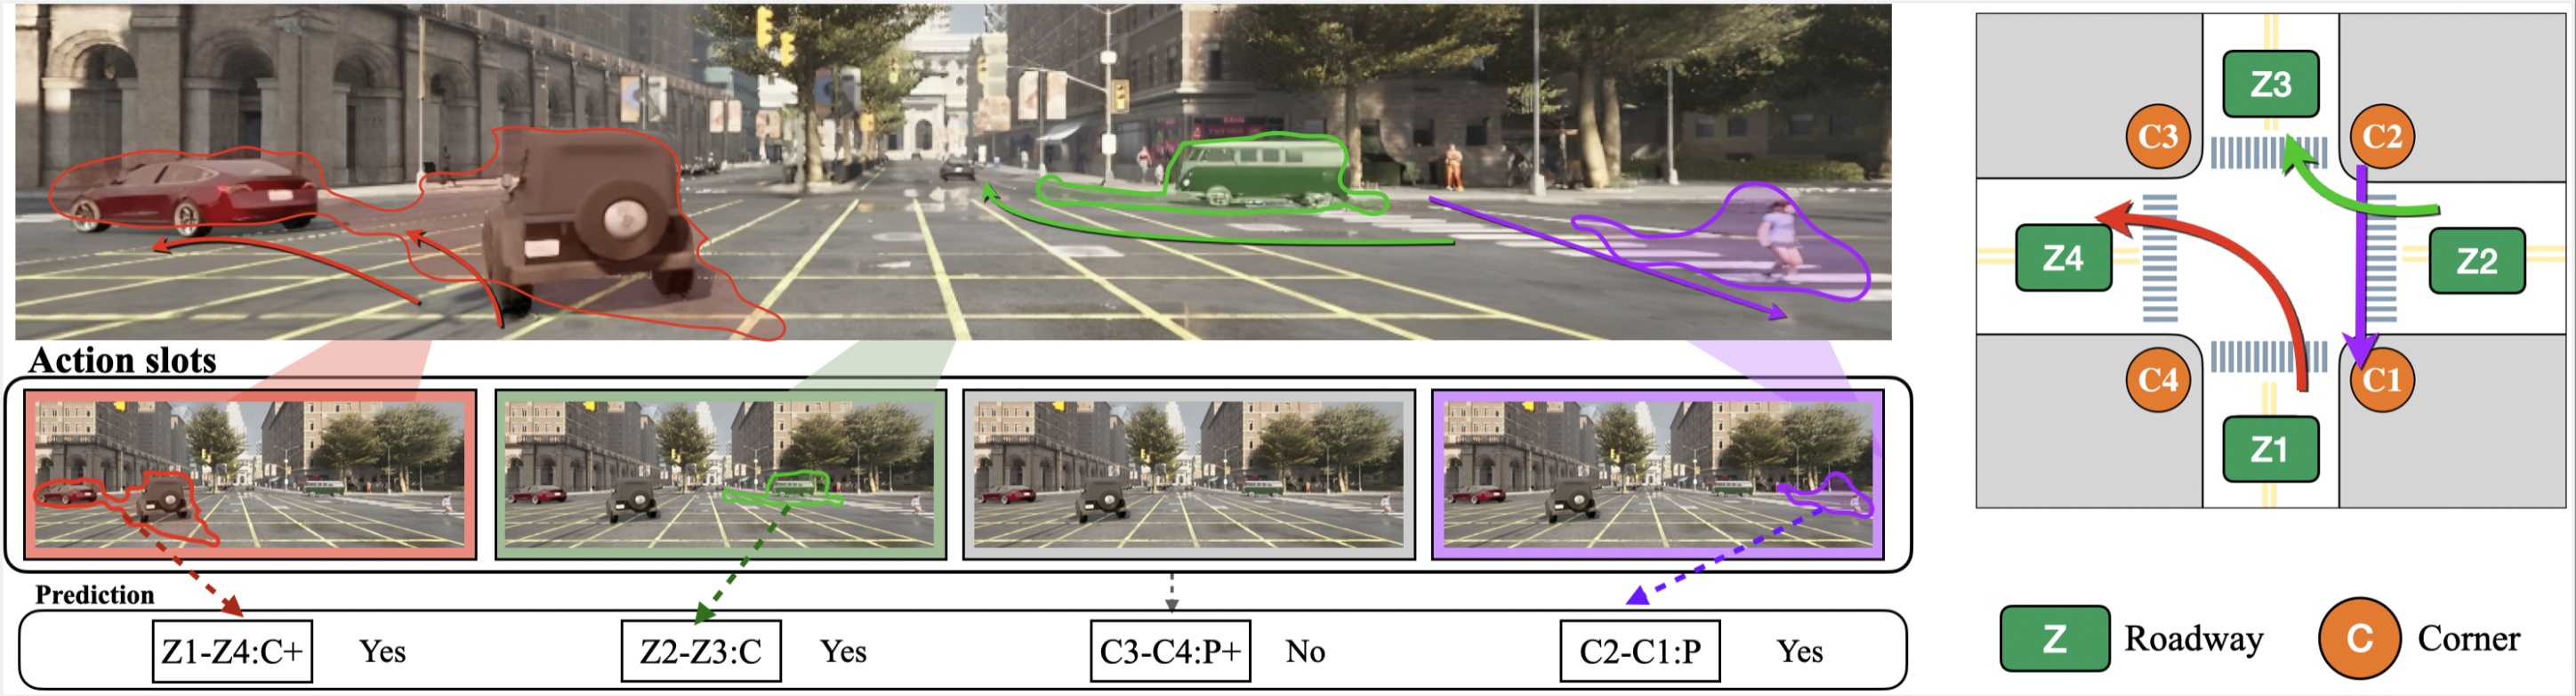 Action slots
Prediction
Z1-Z4:C+ Yes
Z2-Z3:C Yes
C3-C4:P+ No
C2-C1:P Yes
Z3
C3 C2
Z4 Z2
C4 C1
Z1
Z Roadway C Corner